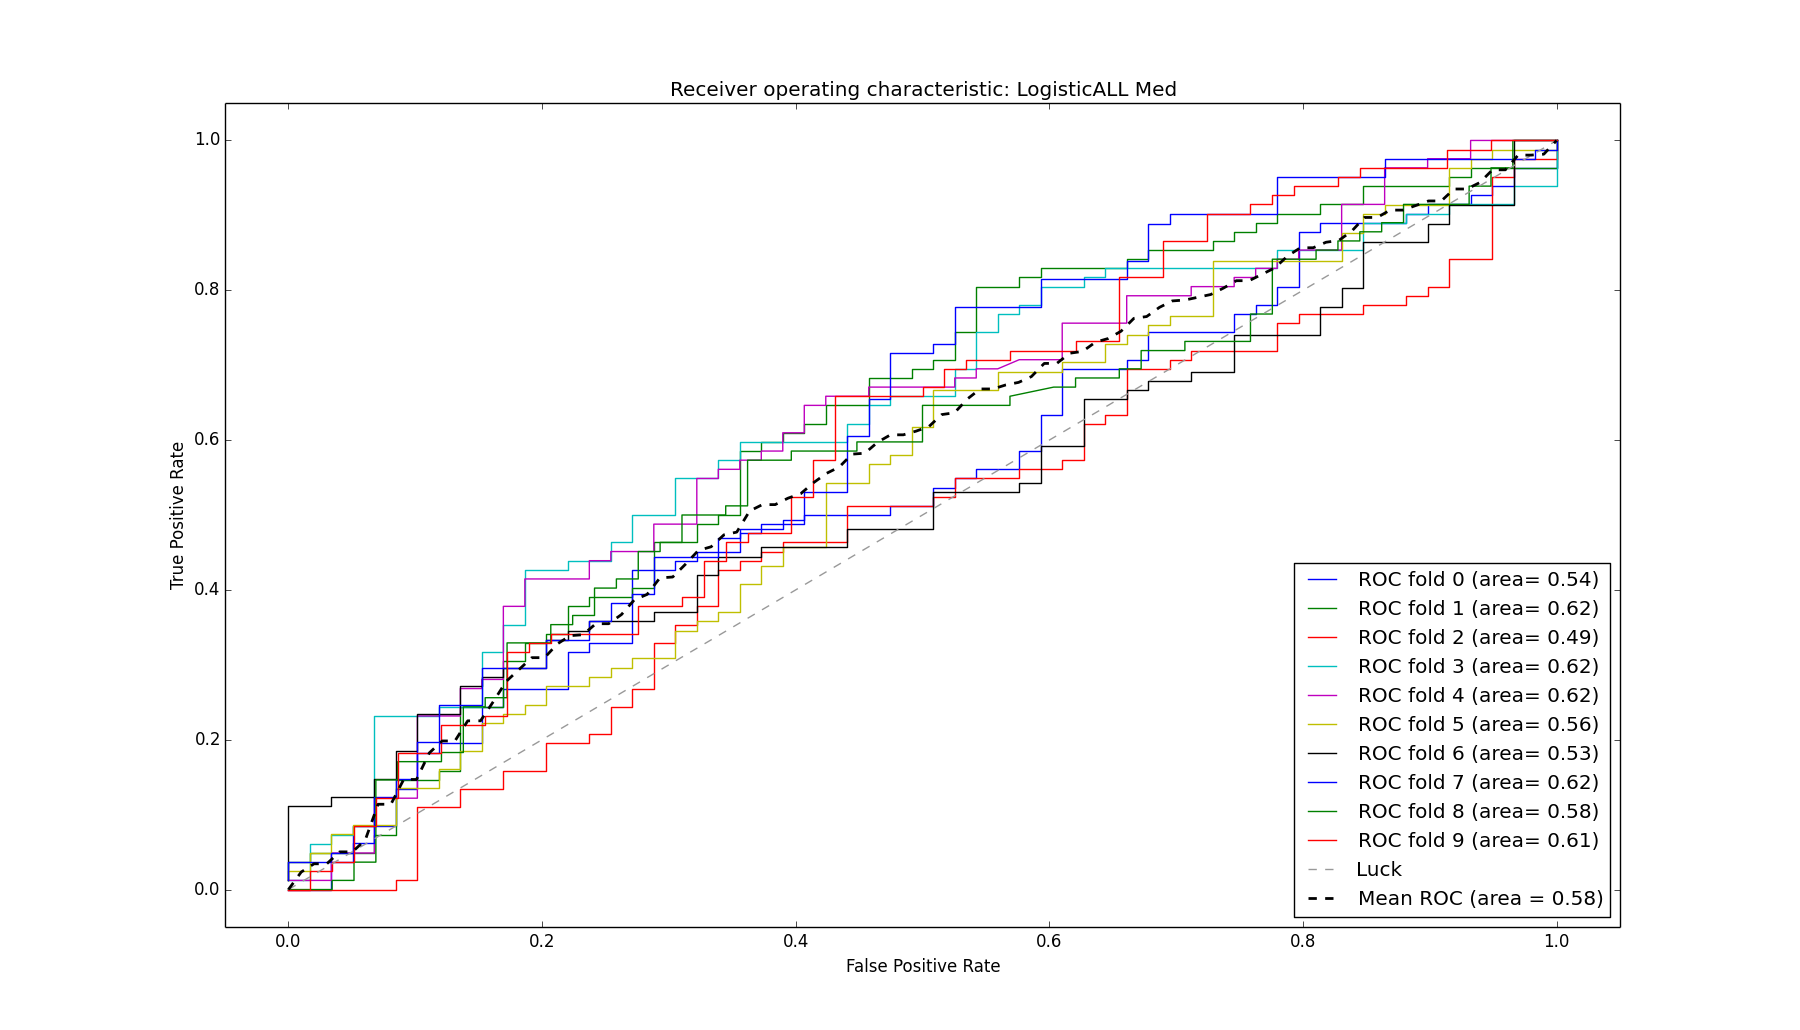 Receiver operating characteristic: LogisticALL Med
True Positive Rate
1.0
0.8
0.6
0.4
0.2
0.0
ROC fold 0 (area= 0.54)
ROC fold 1 (area= 0.62)
ROC fold 2 (area= 0.49)
ROC fold 3 (area= 0.62)
ROC fold 4 (area= 0.62)
ROC fold 5 (area= 0.56)
ROC fold 6 (area= 0.53)
ROC fold 7 (area= 0.62)
ROC fold 8 (area= 0.58)
ROC fold 9 (area= 0.61)
Luck
Mean ROC (area = 0.58)
0.0 0.2 0.4 0.6 0.8 1.0
False Positive Rate